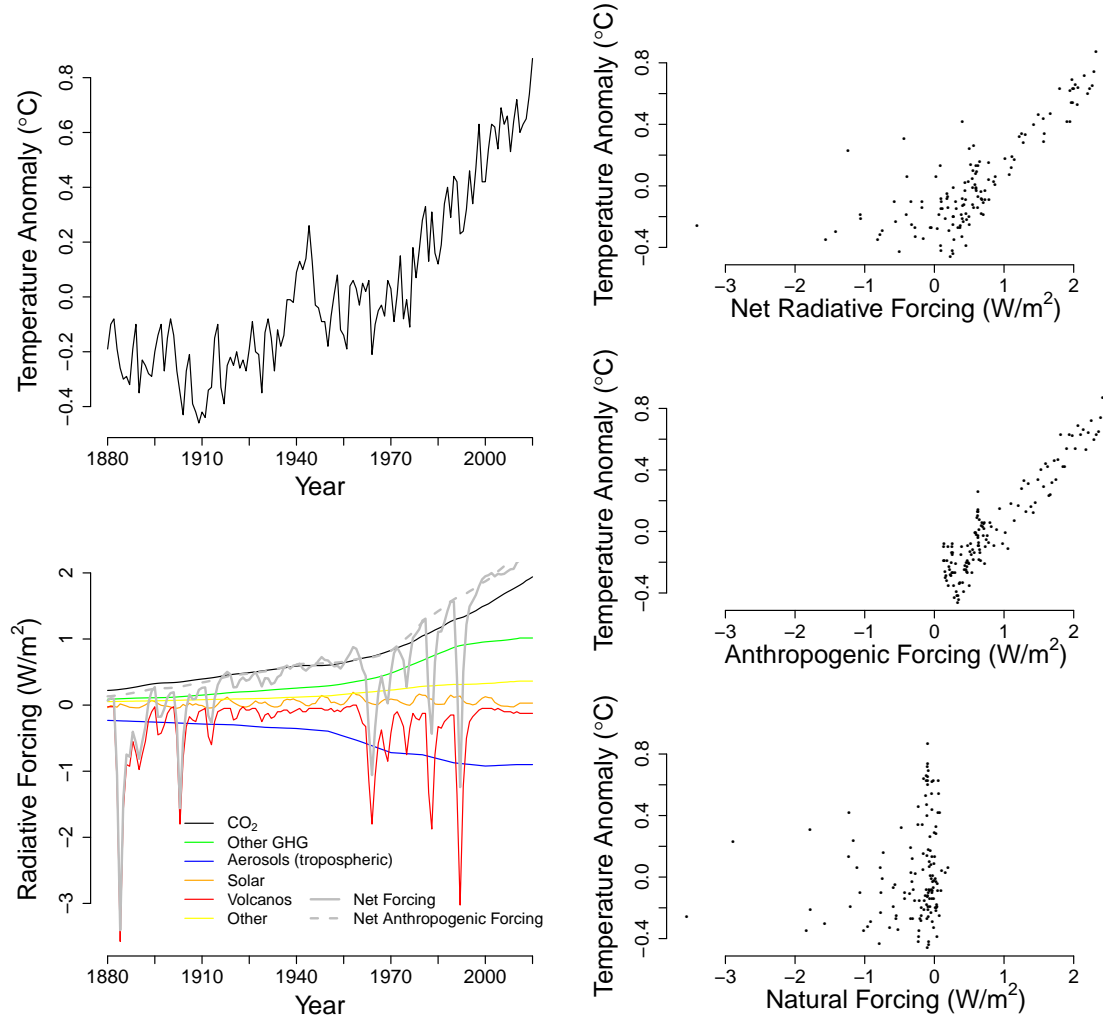 Temperature Anomaly (°C)
0.8
0.6
0.4
0.2
0.0
−0.2
−0.4
1880 1910 1940 1970 2000
Year
Radiative Forcing (W/m²)
2
1
0
−1
−2
−3
CO₂
Other GHG
Aerosols (tropospheric)
Solar
Volcanos
Other
Net Forcing
Net Anthropogenic Forcing
1880 1910 1940 1970 2000
Year
Temperature Anomaly (°C)
0.8
0.4
0.0
−0.4
−3 −2 −1 0 1 2
Net Radiative Forcing (W/m²)
Temperature Anomaly (°C)
0.8
0.4
0.0
−0.4
−3 −2 −1 0 1 2
Anthropogenic Forcing (W/m²)
Temperature Anomaly (°C)
0.8
0.4
0.0
−0.4
−3 −2 −1 0 1 2
Natural Forcing (W/m²)